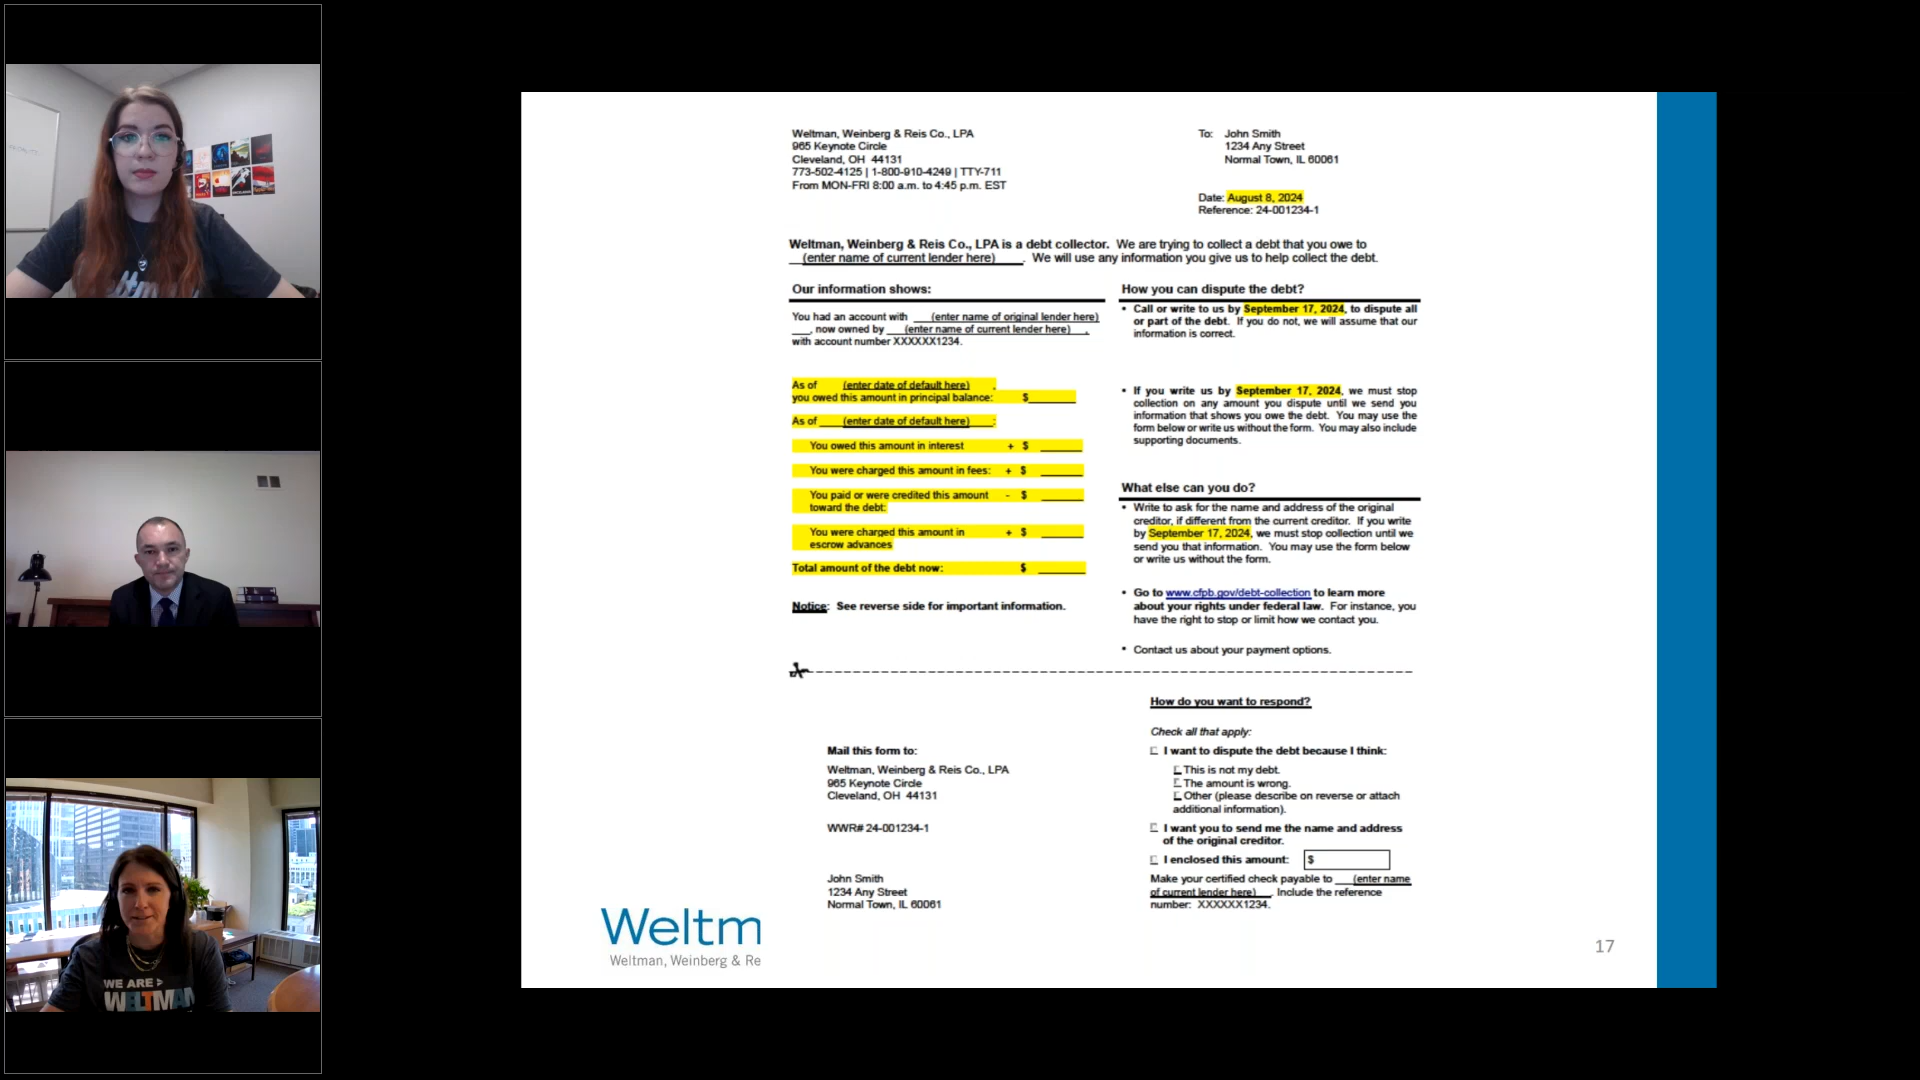 Weltman, Weinberg & Reis Co., LPA
965 Keynote Circle
Cleveland, OH 44131
773-502-4125 | 1-800-910-4249 | TTY-711
From MON-FRI 8:00 a.m. to 4:45 p.m. EST
To: John Smith
1234 Any Street
Normal Town, IL 60061
Date: August 8, 2024
Reference: 24-001234-1
Weltman, Weinberg & Reis Co., LPA is a debt collector. We are trying to collect a debt that you owe to
__(enter name of current lender here)____. We will use any information you give us to help collect the debt.
Our information shows:
You had an account with ___(enter name of original lender here)
___, now owned by ___(enter name of current lender here)__,
with account number XXXXXX1234.
As of (enter date of default here) ,
you owed this amount in principal balance: $_______
As of ____(enter date of default here)____:
You owed this amount in interest + $ ______
You were charged this amount in fees: + $ ______
You paid or were credited this amount - $ ______
toward the debt:
You were charged this amount in + $ ______
escrow advances
Total amount of the debt now: $ _______
Notice: See reverse side for important information.
How you can dispute the debt?
• Call or write to us by September 17, 2024, to dispute all
or part of the debt. If you do not, we will assume that our
information is correct.
• If you write us by September 17, 2024, we must stop
collection on any amount you dispute until we send you
information that shows you owe the debt. You may use the
form below or write us without the form. You may also include
supporting documents.
What else can you do?
• Write to ask for the name and address of the original
creditor, if different from the current creditor. If you write
by September 17, 2024, we must stop collection until we
send you that information. You may use the form below
or write us without the form.
• Go to www.cfpb.gov/debt-collection to learn more
about your rights under federal law. For instance, you
have the right to stop or limit how we contact you.
• Contact us about your payment options.
Mail this form to:
Weltman, Weinberg & Reis Co., LPA
965 Keynote Circle
Cleveland, OH 44131
WWR# 24-001234-1
John Smith
1234 Any Street
Normal Town, IL 60061
How do you want to respond?
Check all that apply:
I want to dispute the debt because I think:
This is not my debt.
The amount is wrong.
Other (please describe on reverse or attach
additional information).
I want you to send me the name and address
of the original creditor.
I enclosed this amount: $
Make your certified check payable to ___(enter name
of current lender here)___. Include the reference
number: XXXXXX1234.
Weltm
Weltman, Weinberg & Re
17
WE ARE >
WELTMAN